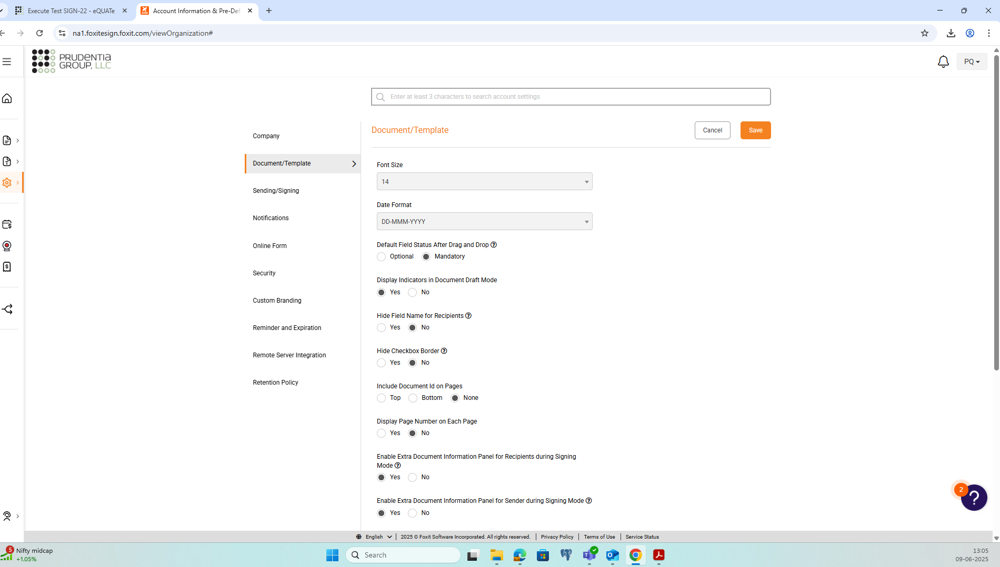 Execute Test SIGN-22 - eQUATe
Account Information & Pre-Def
na1.foxitesign.foxit.com/viewOrganization#
PRUDENTIA
GROUP, LLC
PQ
Enter at least 3 characters to search account settings
Company
Document/Template
Sending/Signing
Notifications
Online Form
Security
Custom Branding
Reminder and Expiration
Remote Server Integration
Retention Policy
Document/Template
Cancel
Save
Font Size
14
Date Format
DD-MMM-YYYY
Default Field Status After Drag and Drop
Optional Mandatory
Display Indicators in Document Draft Mode
Yes No
Hide Field Name for Recipients
Yes No
Hide Checkbox Border
Yes No
Include Document Id on Pages
Top Bottom None
Display Page Number on Each Page
Yes No
Enable Extra Document Information Panel for Recipients during Signing
Mode
Yes No
Enable Extra Document Information Panel for Sender during Signing Mode
Yes No
2
English 2025 © Foxit Software Incorporated. All rights reserved. Privacy Policy Terms of Use Service Status
5
Nifty midcap
+1.05%
Search
13:05
09-06-2025